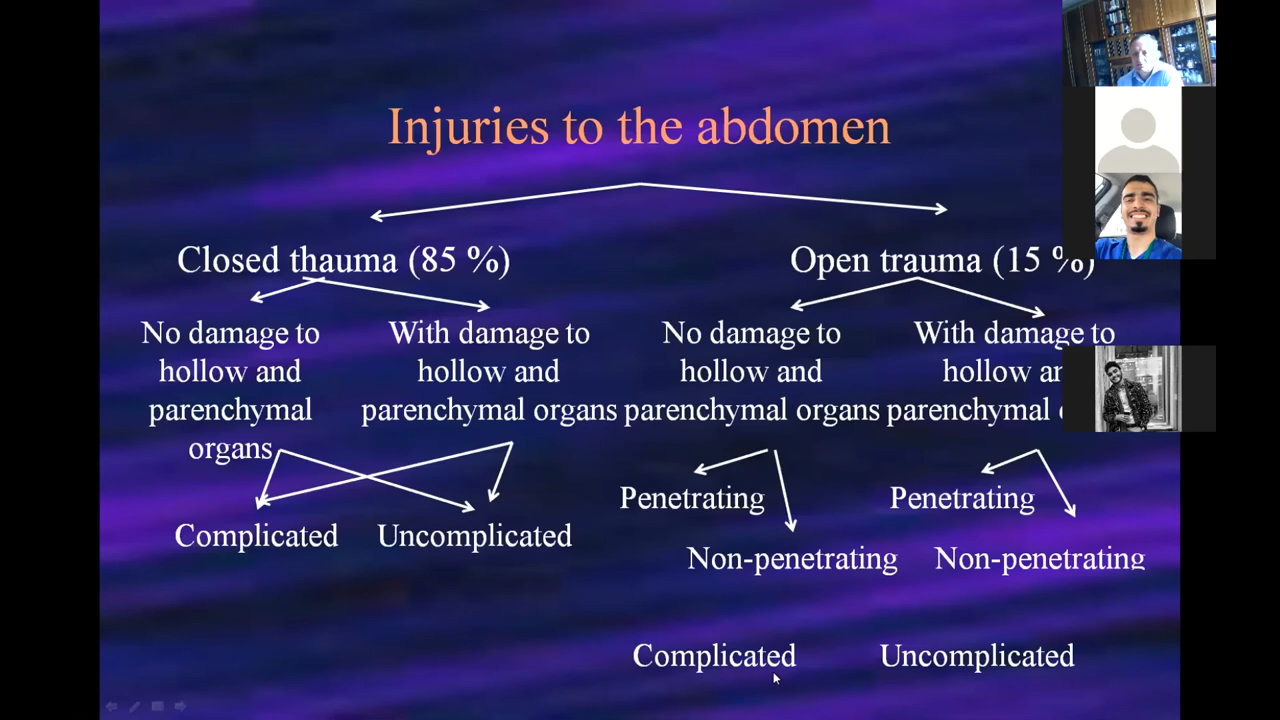 Injuries to the abdomen
Closed thauma (85 %)
Open trauma (15 %)
No damage to
hollow and
parenchymal
organs
With damage to
hollow and
parenchymal organs
No damage to
hollow and
parenchymal organs
With damage to
hollow
parenchymal
Complicated
Uncomplicated
Penetrating
Non-penetrating
Penetrating
Non-penetrating
Complicated
Uncomplicated